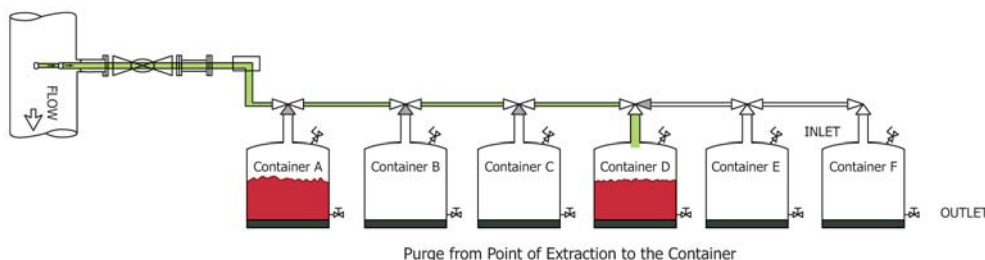 FLOW
INLET
Container A
Container B
Container C
Container D
Container E
Container F
OUTLET
Purge from Point of Extraction to the Container